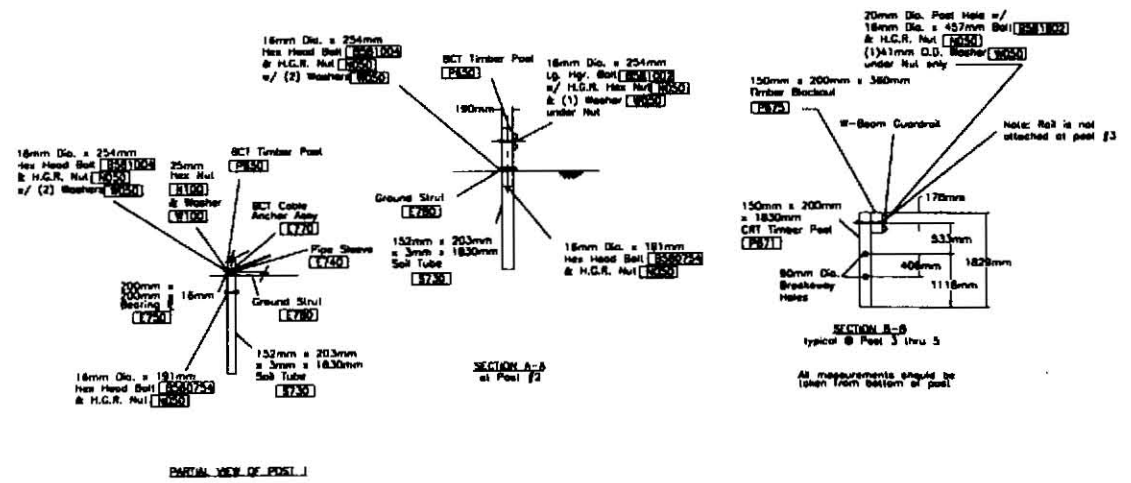 16mm Dia. x 254mm
Hex Head Bolt B581004
& H.G.R. Nut N050
w/ (2) Washers W050
BCT Timber Post
P650
25mm
Hex Nut
N100
& Washer
W100
BCT Cable
Anchor Assy
E770
Pipe Sleeve
E740
200mm x
200mm x 16mm
Bearing
E750
Ground Strut
E780
152mm x 203mm
x 3mm x 1830mm
Soil Tube
S730
16mm Dia. x 191mm
Hex Head Bolt B580754
& H.G.R. Nut N050
PARTIAL VIEW OF POST 1
16mm Dia. x 254mm
Hex Head Bolt B581004
& H.G.R. Nut N050
w/ (2) Washers W050
BCT Timber Post
P650
190mm
16mm Dia. x 254mm
Lg. Hgr. Bolt B581002
w/ H.G.R. Hex Nut N050
& (1) Washer W050
under Nut
Ground Strut
E780
152mm x 203mm
x 3mm x 1830mm
Soil Tube
S730
16mm Dia. x 191mm
Hex Head Bolt B580754
& H.G.R. Nut N050
SECTION A-A
at Post #2
20mm Dia. Post Hole w/
16mm Dia. x 457mm Bolt B581802
& H.G.R. Nut N050
(1)41mm O.D. Washer W050
under Nut only
150mm x 200mm x 360mm
Timber Blockout
P675
W-Beam Guardrail
Note: Rail is not
attached at post #3
150mm x 200mm
x 1830mm
CRT Timber Post
P671
90mm Dia.
Breakaway
Holes
178mm
533mm
406mm
1829mm
1118mm
SECTION B-B
typical @ Post 3 thru 5
All measurements should be
taken from bottom of post